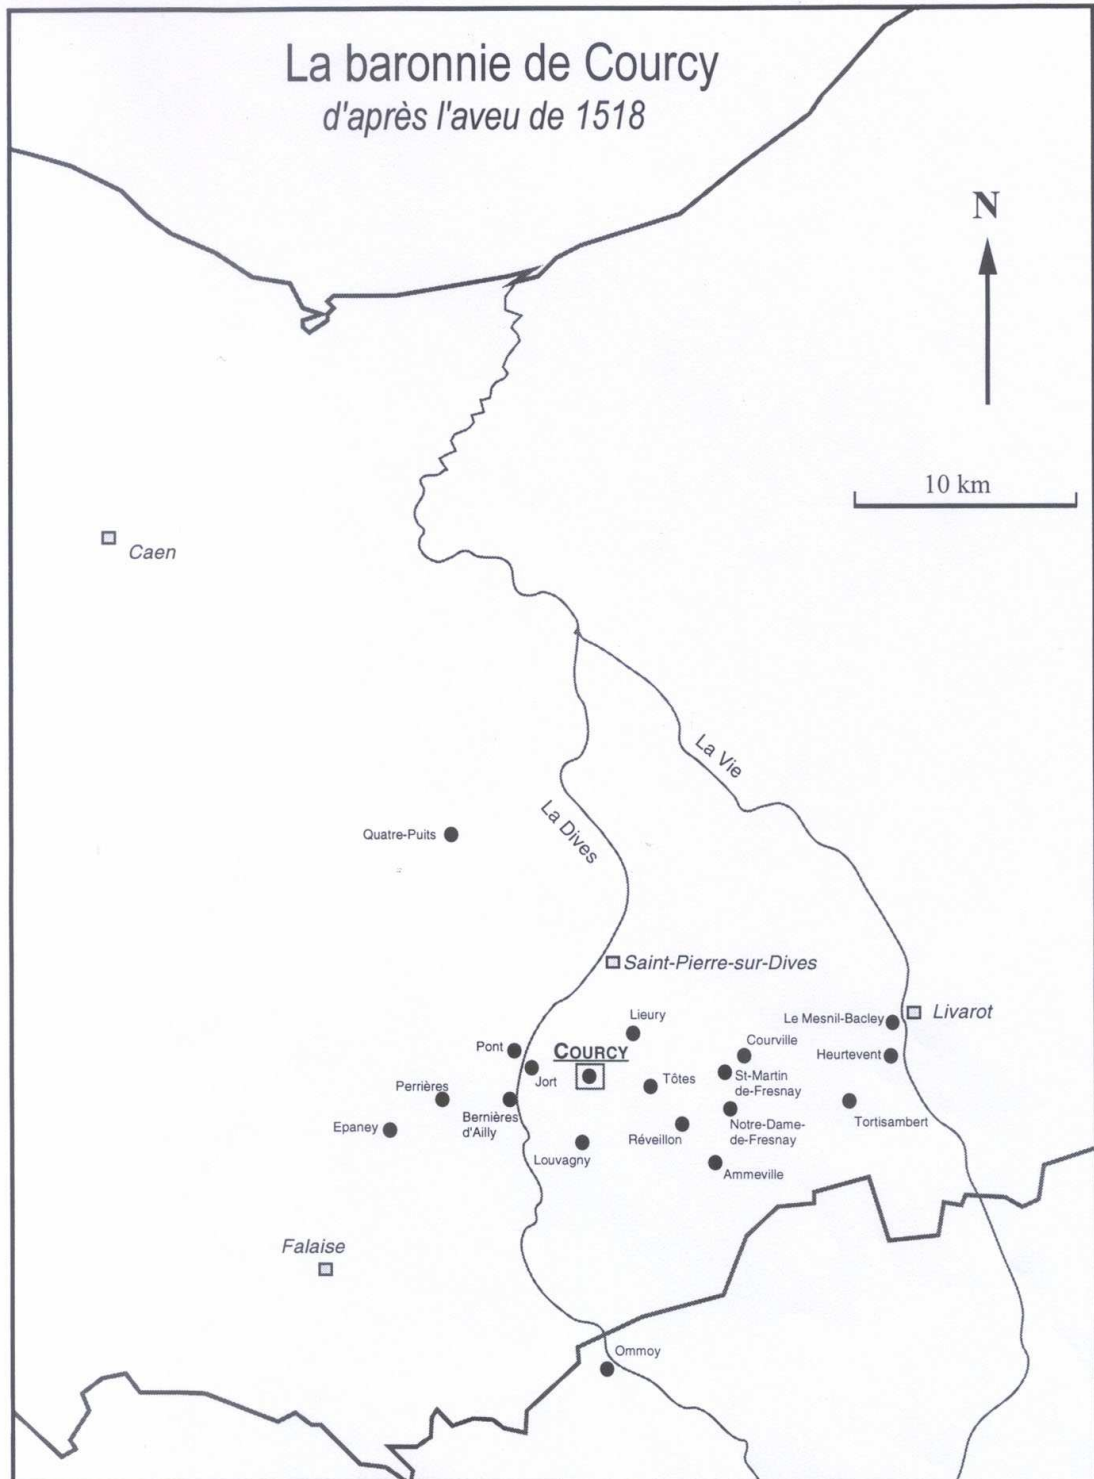 La baronnie de Courcy
d'après l'aveu de 1518
N
10 km
Caen
La Vie
La Dives
Quatre-Puits
Saint-Pierre-sur-Dives
Livarot
Le Mesnil-Bacley
Lieury
Courville
Heurtevent
Pont
COURCY
Jort
Tôtes
St-Martin
de-Fresnay
Perrières
Bernières
d'Ailly
Epaney
Réveillon
Notre-Dame-
de-Fresnay
Tortisambert
Louvagny
Ammeville
Falaise
Ommoy